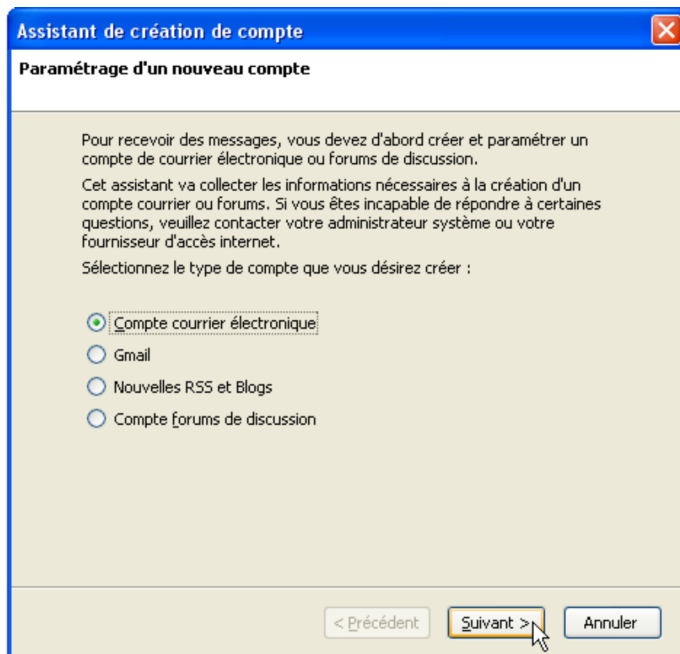 Assistant de création de compte
Paramétrage d'un nouveau compte
Pour recevoir des messages, vous devez d'abord créer et paramétrer un
compte de courrier électronique ou forums de discussion.
Cet assistant va collecter les informations nécessaires à la création d'un
compte courrier ou forums. Si vous êtes incapable de répondre à certaines
questions, veuillez contacter votre administrateur système ou votre
fournisseur d'accès internet.
Sélectionnez le type de compte que vous désirez créer :
Compte courrier électronique
Gmail
Nouvelles RSS et Blogs
Compte forums de discussion
< Précédent
Suivant >
Annuler